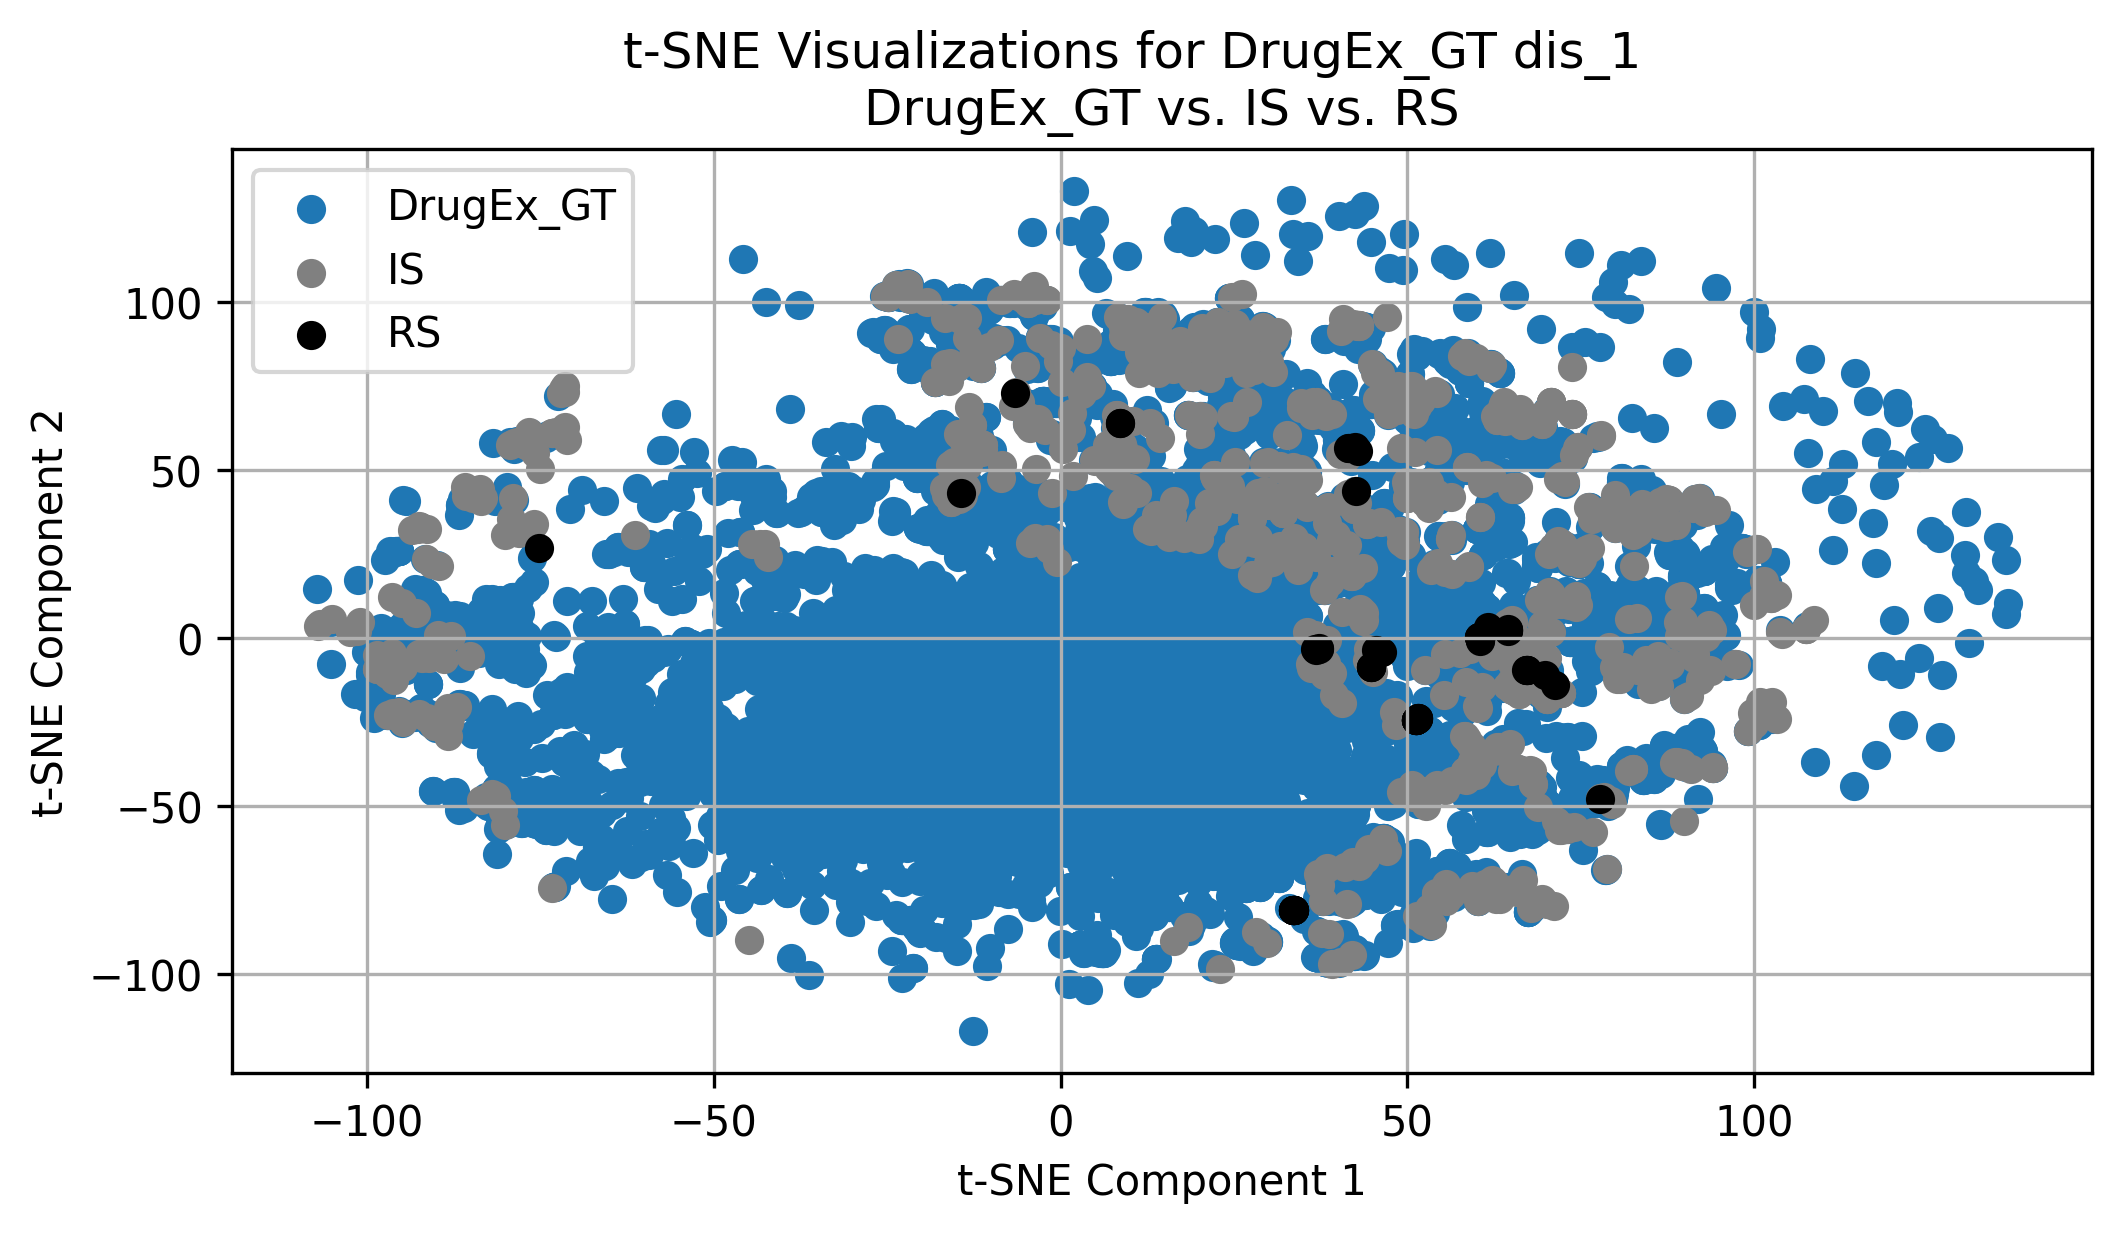 t-SNE Visualizations for DrugEx_GT dis_1
DrugEx_GT vs. IS vs. RS
DrugEx_GT
IS
RS
t-SNE Component 2
100
50
0
−50
−100
−100
−50
0
50
100
t-SNE Component 1